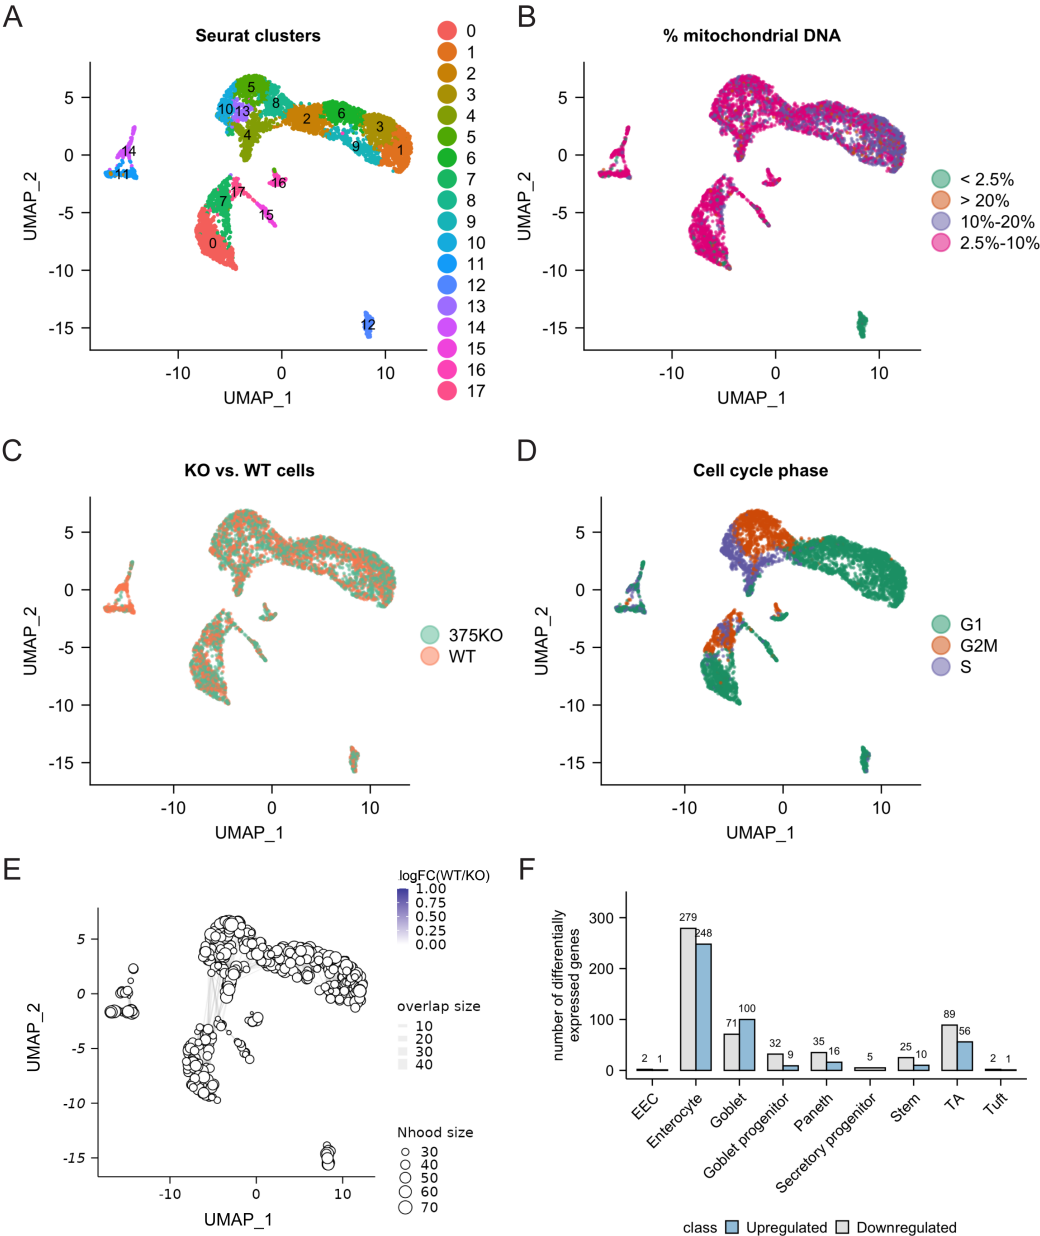 A
Seurat clusters
5
0
-5
-10
-15
-10
0
10
UMAP_2
UMAP_1
5
10
13
8
4
2
6
3
9
1
14
11
16
17
7
15
0
12
0
1
2
3
4
5
6
7
8
9
10
11
12
13
14
15
16
17
B
% mitochondrial DNA
5
0
-5
-10
-15
-10
0
10
UMAP_2
UMAP_1
< 2.5%
> 20%
10%-20%
2.5%-10%
C
KO vs. WT cells
5
0
-5
-10
-15
-10
0
10
UMAP_2
UMAP_1
375KO
WT
D
Cell cycle phase
5
0
-5
-10
-15
-10
0
10
UMAP_2
UMAP_1
G1
G2M
S
E
5
0
-5
-10
-15
-10
0
10
UMAP_2
UMAP_1
logFC(WT/KO)
1.00
0.75
0.50
0.25
0.00
overlap size
10
20
30
40
Nhood size
30
40
50
60
70
F
number of differentially
expressed genes
300
200
100
0
2 1
279 248
71 100
32 9
35 16
5
25 10
89 56
2 1
EEC
Enterocyte
Goblet
Goblet progenitor
Paneth
Secretory progenitor
Stem
TA
Tuft
class Upregulated Downregulated